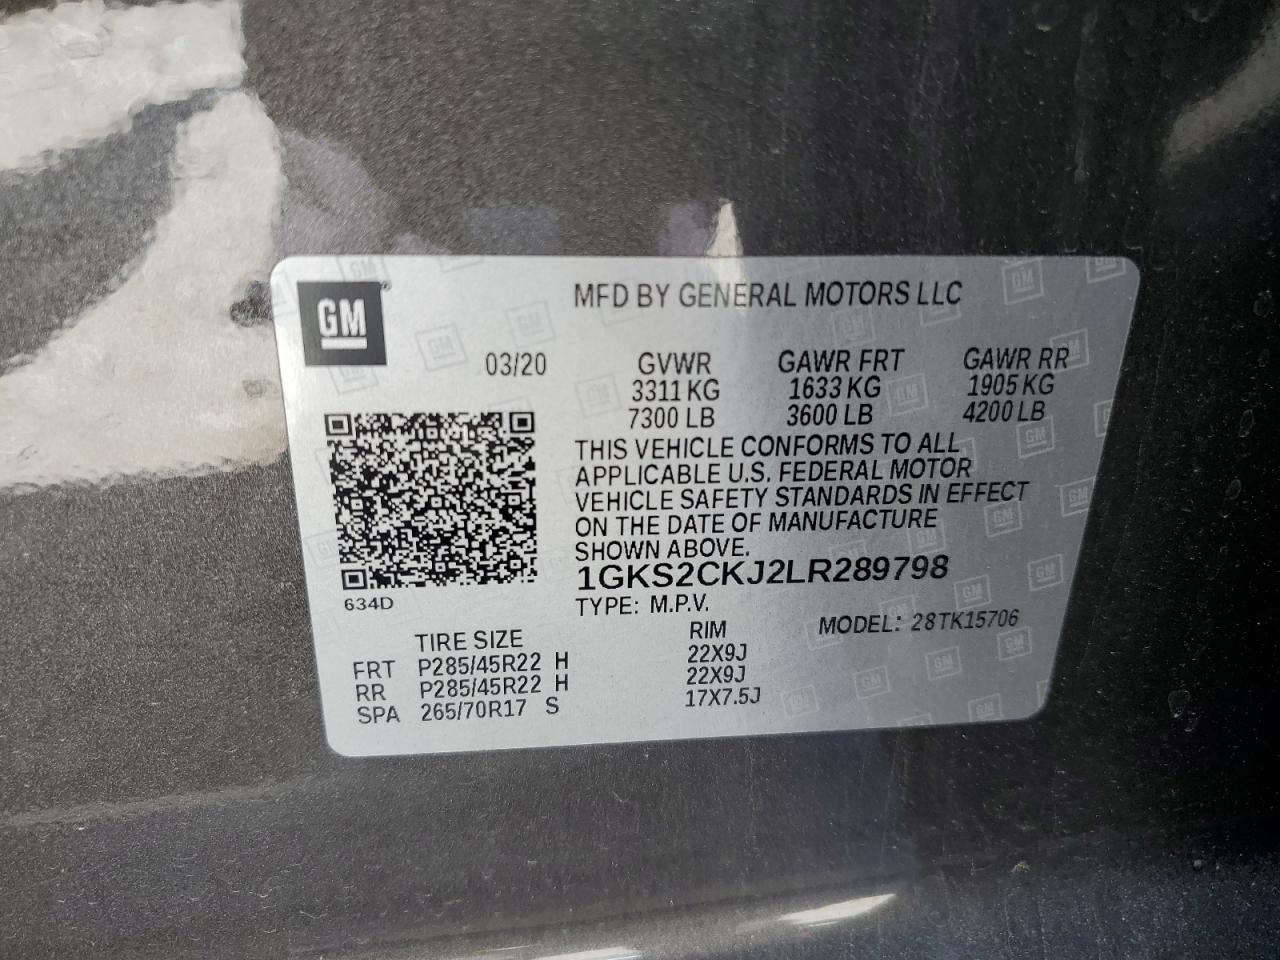 GM
MFD BY GENERAL MOTORS LLC
03/20 GVWR GAWR FRT GAWR RR
3311 KG 1633 KG 1905 KG
7300 LB 3600 LB 4200 LB
THIS VEHICLE CONFORMS TO ALL
APPLICABLE U.S. FEDERAL MOTOR
VEHICLE SAFETY STANDARDS IN EFFECT
ON THE DATE OF MANUFACTURE
SHOWN ABOVE.
1GKS2CKJ2LR289798
634D
TYPE: M.P.V.
MODEL: 28TK15706
TIRE SIZE RIM
FRT P285/45R22 H 22X9J
RR P285/45R22 H 22X9J
SPA 265/70R17 S 17X7.5J